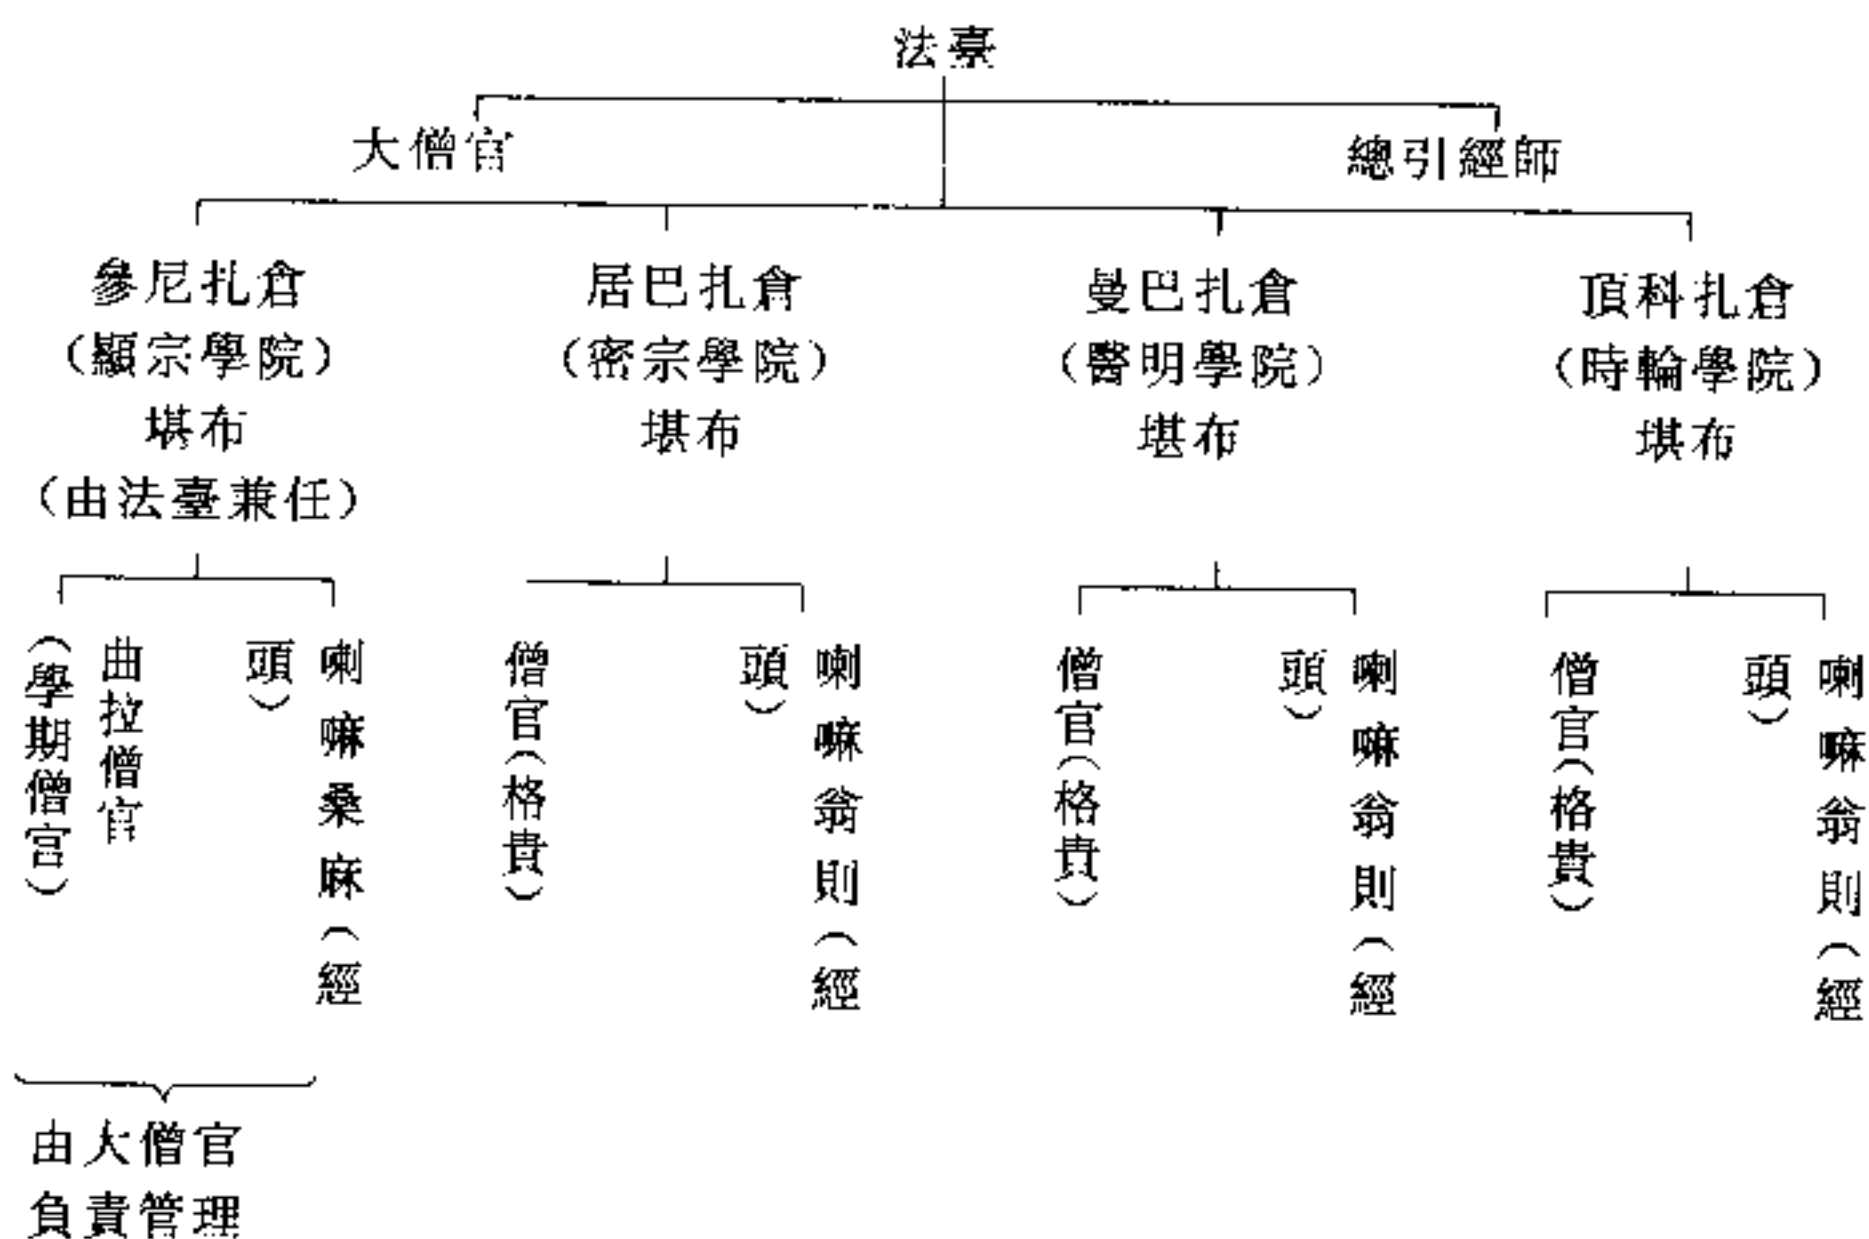 法臺
大僧官
總引經師
參尼扎倉
(顯宗學院)
堪布
(由法臺兼任)
居巴扎倉
(密宗學院)
堪布
曼巴扎倉
(醫明學院)
堪布
頂科扎倉
(時輪學院)
堪布
曲拉僧官
(學期僧官)
喇嘛桑麻(經
頭)
僧官(格貴)
喇嘛翁則(經
頭)
僧官(格貴)
喇嘛翁則(經
頭)
僧官(格貴)
喇嘛翁則(經
頭)
由大僧官
負責管理